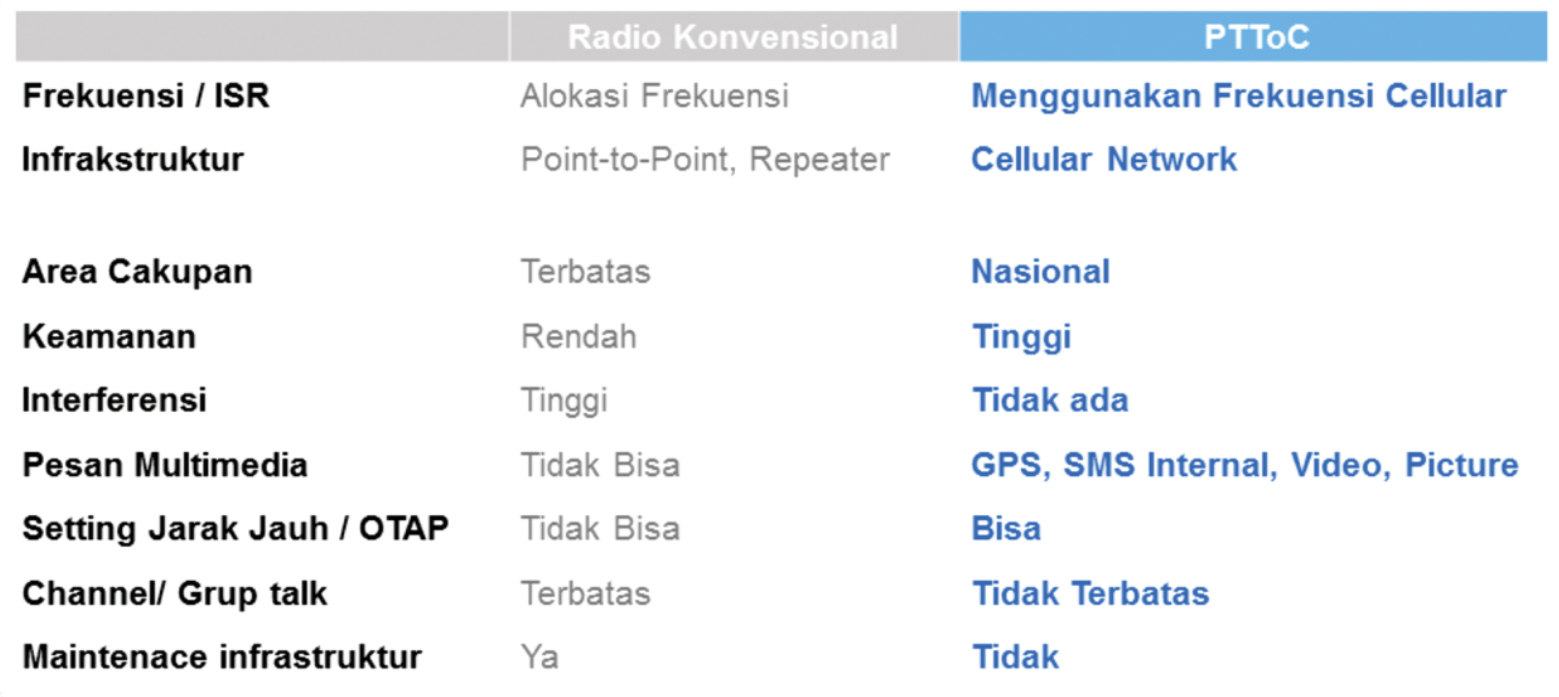 Radio Konvensional PTToC
Frekuensi / ISR Alokasi Frekuensi Menggunakan Frekuensi Cellular
Infrakstruktur Point-to-Point, Repeater Cellular Network
Area Cakupan Terbatas Nasional
Keamanan Rendah Tinggi
Interferensi Tinggi Tidak ada
Pesan Multimedia Tidak Bisa GPS, SMS Internal, Video, Picture
Setting Jarak Jauh / OTAP Tidak Bisa Bisa
Channel/ Grup talk Terbatas Tidak Terbatas
Maintenace infrastruktur Ya Tidak